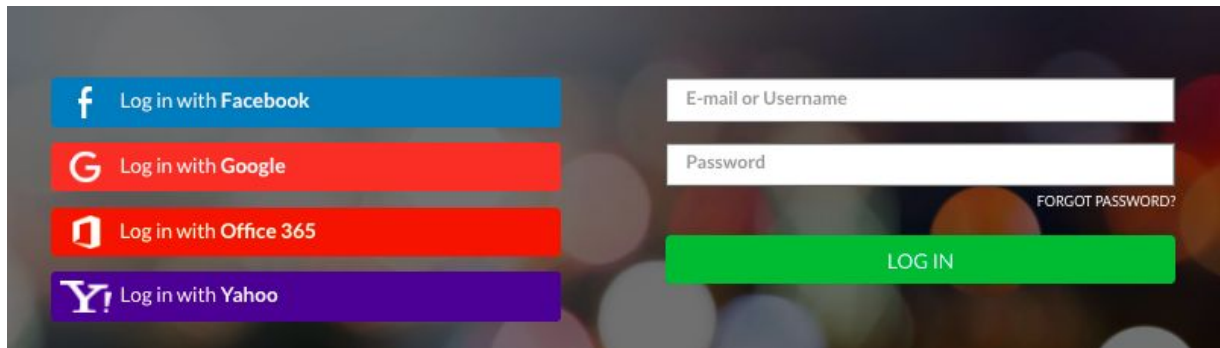 Log in with Facebook
Log in with Google
Log in with Office 365
Log in with Yahoo
E-mail or Username
Password
FORGOT PASSWORD?
LOG IN